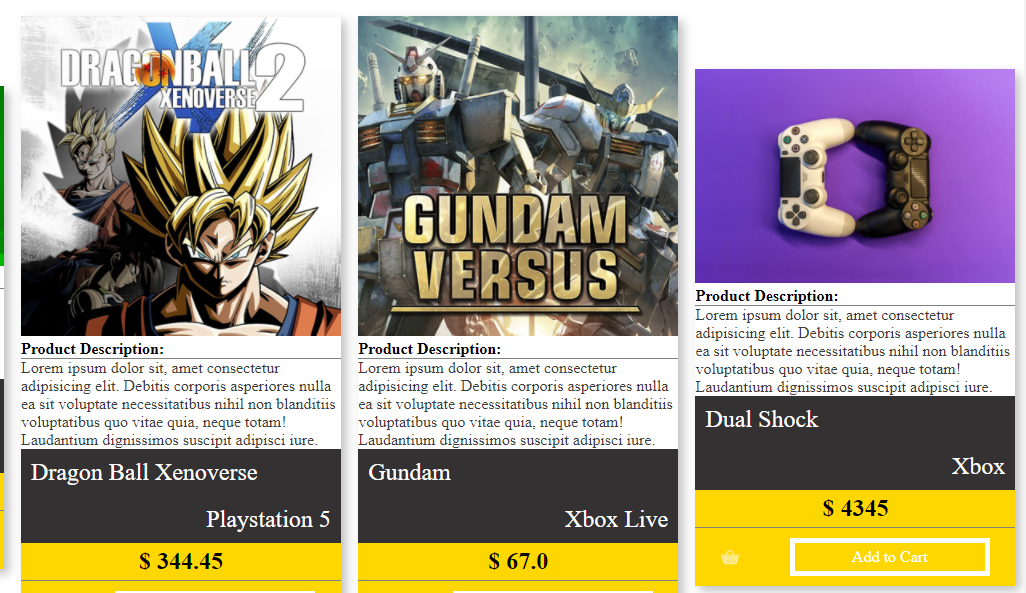 DRAGONBALL
XENOVERSE 2
Product Description:
Lorem ipsum dolor sit, amet consectetur
adipisicing elit. Debitis corporis asperiores nulla
ea sit voluptate necessitatibus nihil non blanditiis
voluptatibus quo vitae quia, neque totam!
Laudantium dignissimos suscipit adipisci iure.
Dragon Ball Xenoverse
Playstation 5
$ 344.45
GUNDAM
VERSUS
Product Description:
Lorem ipsum dolor sit, amet consectetur
adipisicing elit. Debitis corporis asperiores nulla
ea sit voluptate necessitatibus nihil non blanditiis
voluptatibus quo vitae quia, neque totam!
Laudantium dignissimos suscipit adipisci iure.
Gundam
Xbox Live
$ 67.0
Product Description:
Lorem ipsum dolor sit, amet consectetur
adipisicing elit. Debitis corporis asperiores nulla
ea sit voluptate necessitatibus nihil non blanditiis
voluptatibus quo vitae quia, neque totam!
Laudantium dignissimos suscipit adipisci iure.
Dual Shock
Xbox
$ 4345
Add to Cart